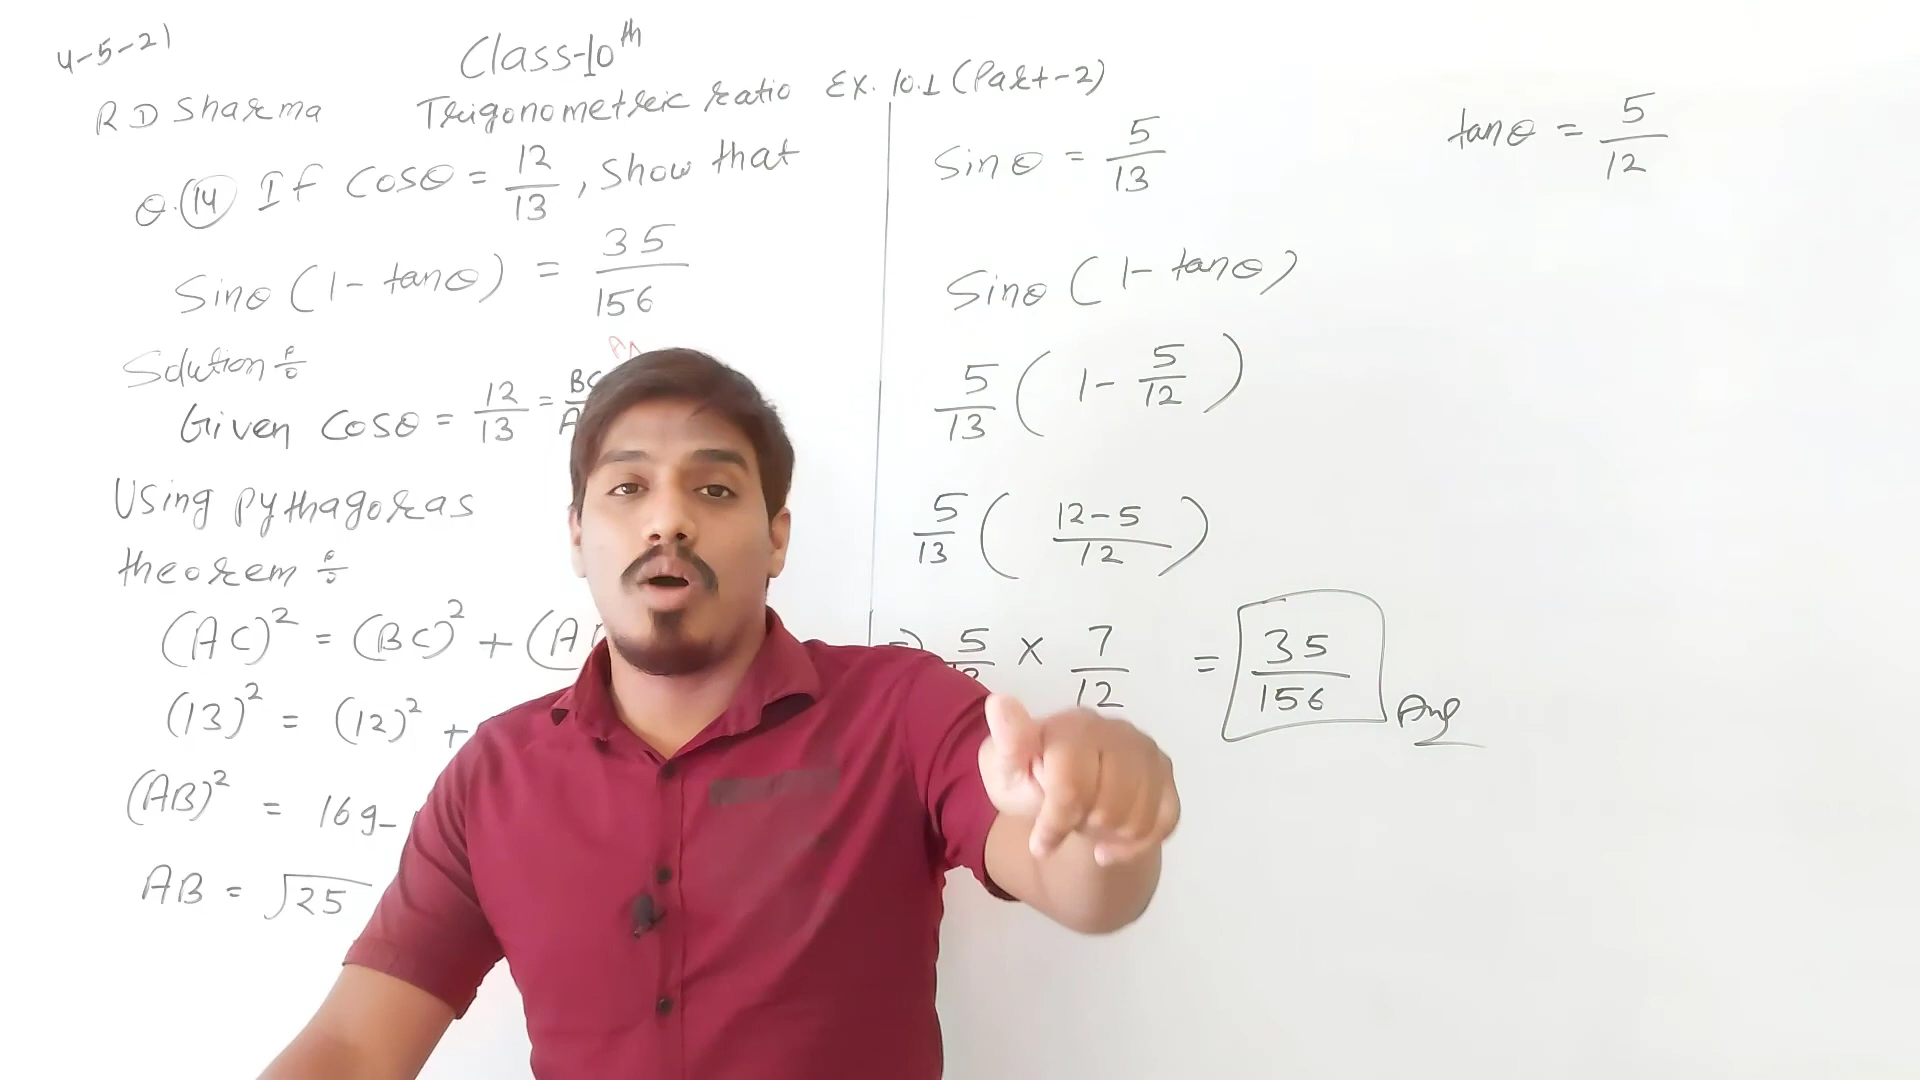 4-5-21
Class-10th
RD Sharma Trigonometric ratio Ex. 10.1 (Part-2)
Q.14 If cosθ = 12/13, show that
Sinθ (1 - tanθ) = 35/156
Solution÷
Given cosθ = 12/13 = BC
Using pythagoras
theorem ÷
(AC)² = (BC)² + (A
(13)² = (12)² +
(AB)² = 169-
AB = √25
Sinθ = 5/13
Sinθ (1 - tanθ)
5/13 (1 - 5/12)
5/13 (12-5/12)
⇒ 5 × 7/12 = 35/156 Ans
tanθ = 5/12